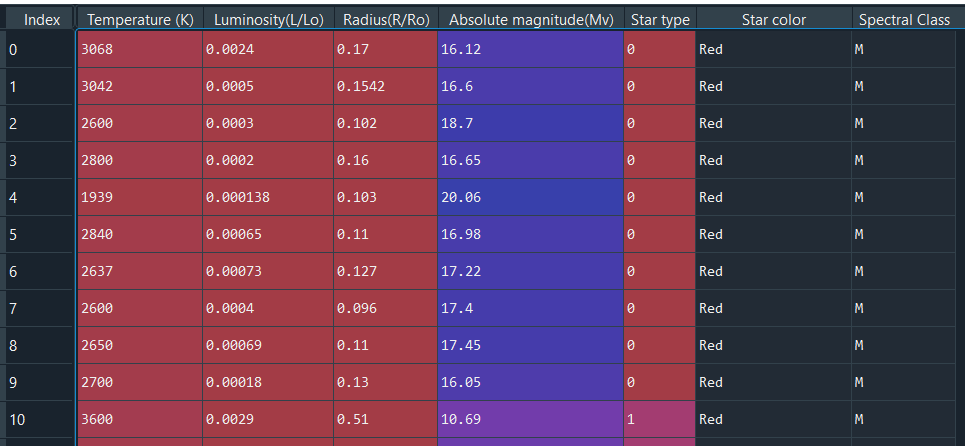 Index Temperature (K) Luminosity(L/Lo) Radius(R/Ro) Absolute magnitude(Mv) Star type Star color Spectral Class
0 3068 0.0024 0.17 16.12 0 Red M
1 3042 0.0005 0.1542 16.6 0 Red M
2 2600 0.0003 0.102 18.7 0 Red M
3 2800 0.0002 0.16 16.65 0 Red M
4 1939 0.000138 0.103 20.06 0 Red M
5 2840 0.00065 0.11 16.98 0 Red M
6 2637 0.00073 0.127 17.22 0 Red M
7 2600 0.0004 0.096 17.4 0 Red M
8 2650 0.00069 0.11 17.45 0 Red M
9 2700 0.00018 0.13 16.05 0 Red M
10 3600 0.0029 0.51 10.69 1 Red M